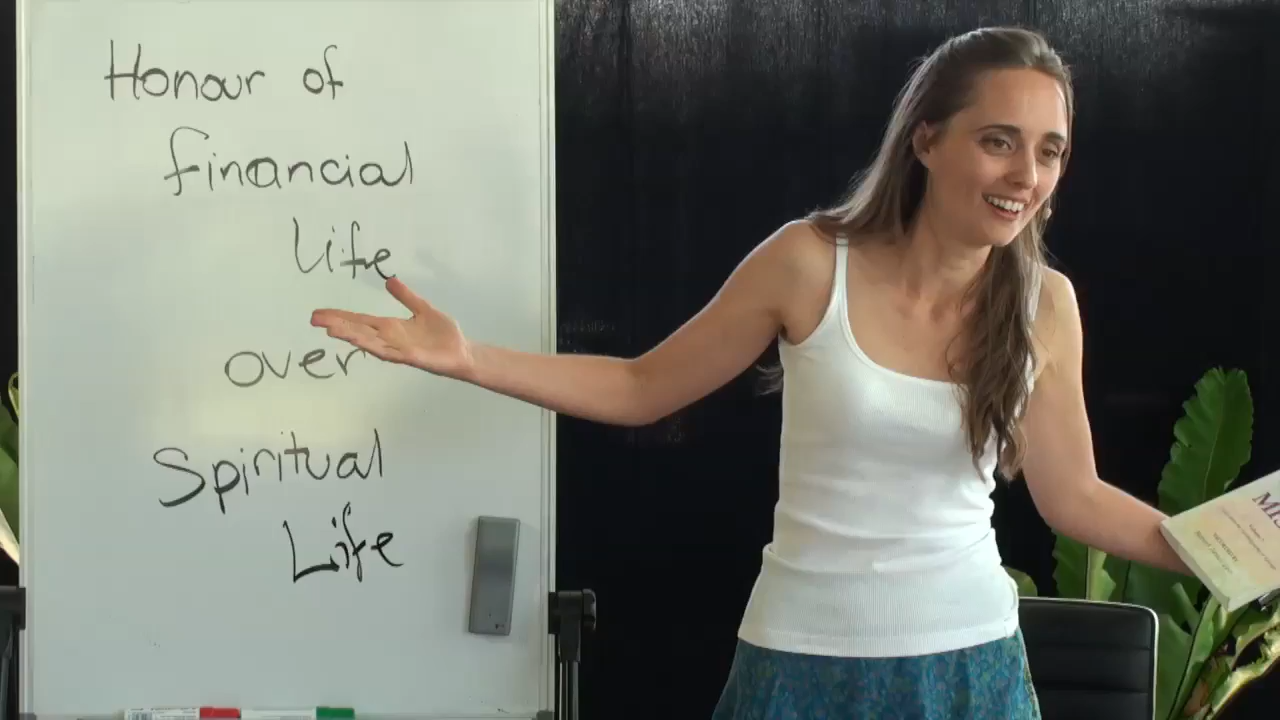 Honour of
financial
Life
over
Spiritual
Life